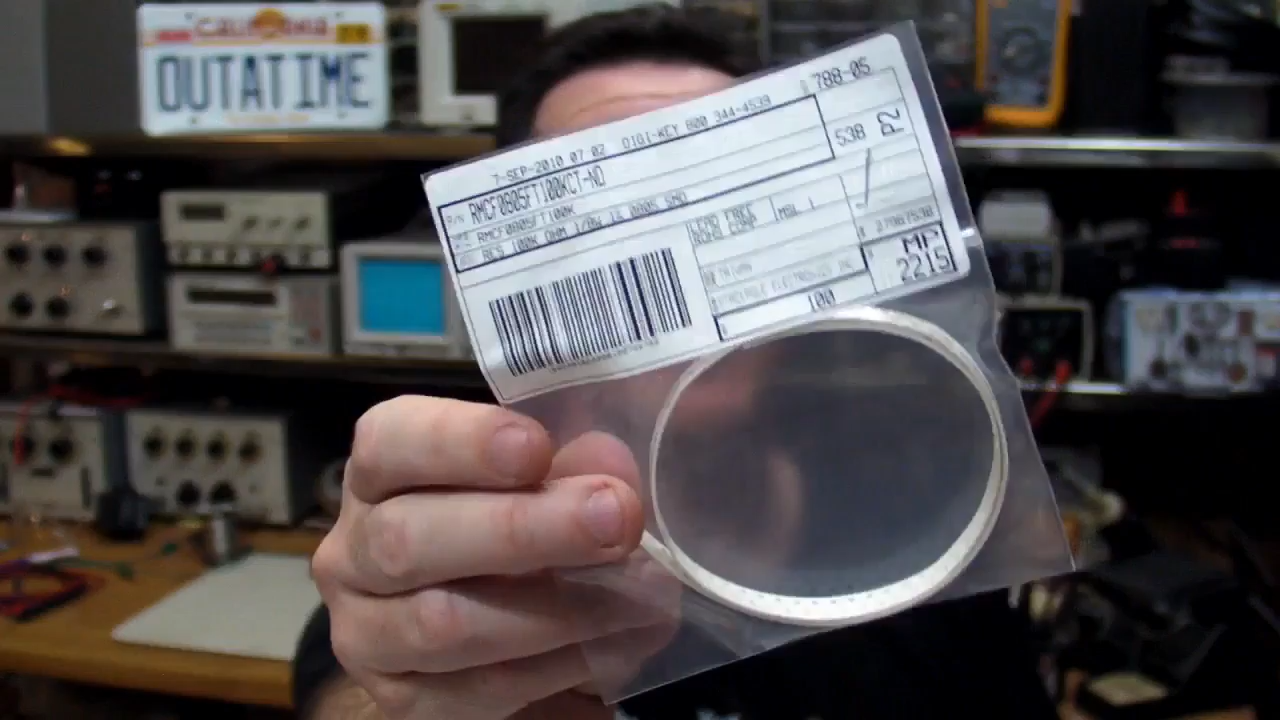 CALIFORNIA
OUTATIME
7-SEP-2010 07 02 DIGI-KEY 800 344-4539
788-05
P/N RMCF0805FT100KCT-ND
538
P2
RMCF0805FT100K
RES 100K OHM 1/8W 1% 0805 SMD
LEAD FREE
ROHS COMP
MSL 1
MP
2215
100